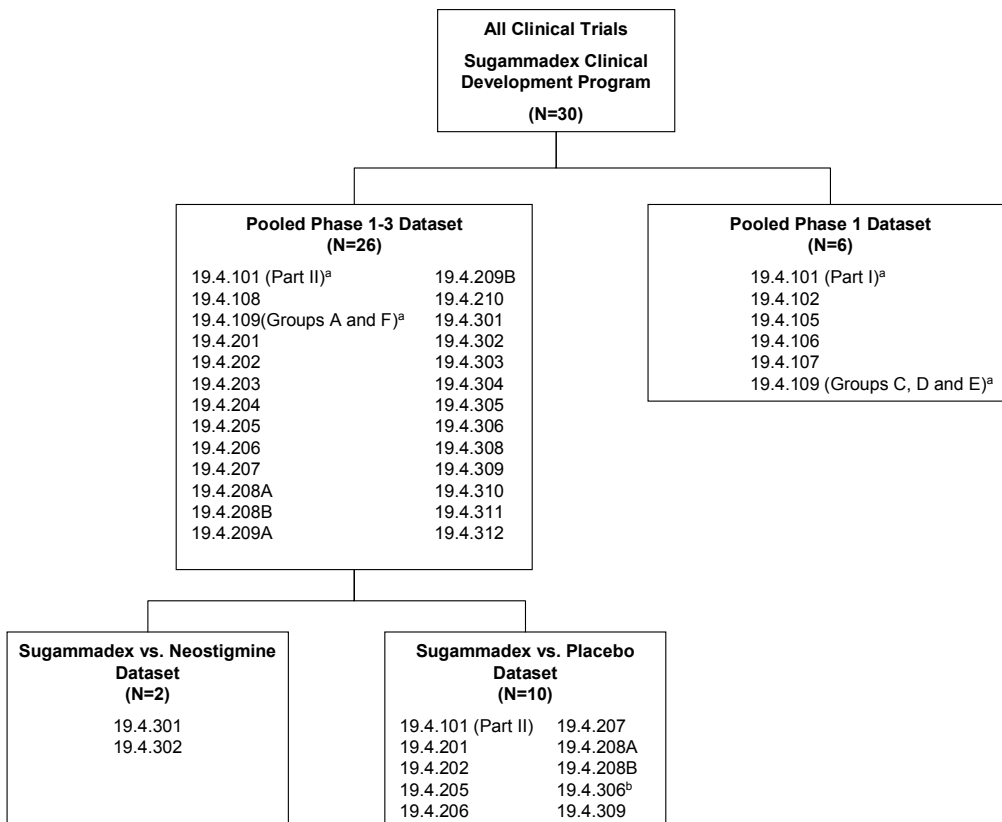 All Clinical Trials
Sugammadex Clinical
Development Program
(N=30)
Pooled Phase 1-3 Dataset
(N=26)
19.4.101 (Part II)ᵃ
19.4.108
19.4.109(Groups A and F)ᵃ
19.4.201
19.4.202
19.4.203
19.4.204
19.4.205
19.4.206
19.4.207
19.4.208A
19.4.208B
19.4.209A
19.4.209B
19.4.210
19.4.301
19.4.302
19.4.303
19.4.304
19.4.305
19.4.306
19.4.308
19.4.309
19.4.310
19.4.311
19.4.312
Pooled Phase 1 Dataset
(N=6)
19.4.101 (Part I)ᵃ
19.4.102
19.4.105
19.4.106
19.4.107
19.4.109 (Groups C, D and E)ᵃ
Sugammadex vs. Neostigmine
Dataset
(N=2)
19.4.301
19.4.302
Sugammadex vs. Placebo
Dataset
(N=10)
19.4.101 (Part II)
19.4.201
19.4.202
19.4.205
19.4.206
19.4.207
19.4.208A
19.4.208B
19.4.306ᵇ
19.4.309